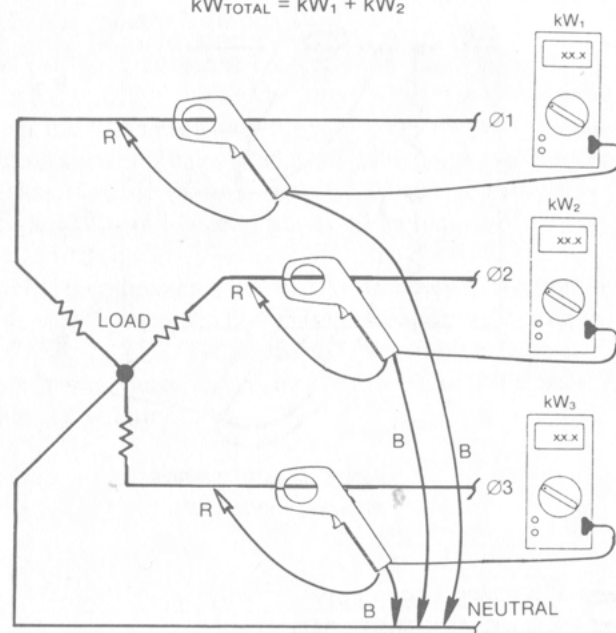 kW_TOTAL = kW₁ + kW₂
kW₁
xx.x
Ø1
R
kW₂
xx.x
Ø2
R
LOAD
kW₃
xx.x
B
B
Ø3
R
B
NEUTRAL